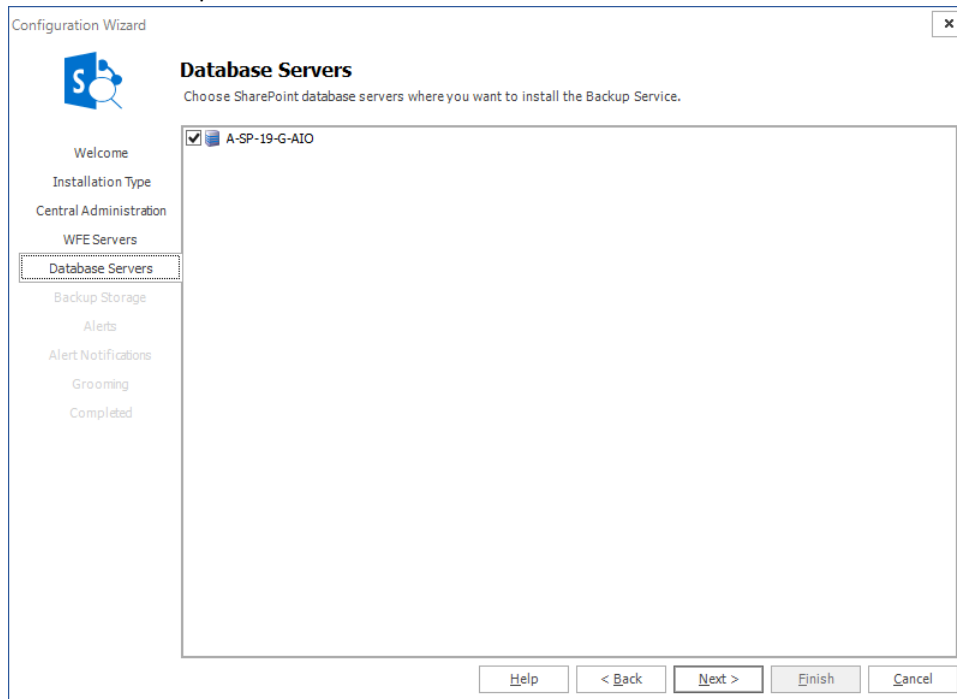 Configuration Wizard
×
S
Database Servers
Choose SharePoint database servers where you want to install the Backup Service.
A-SP-19-G-AIO
Welcome
Installation Type
Central Administration
WFE Servers
Database Servers
Backup Storage
Alerts
Alert Notifications
Grooming
Completed
Help
< Back
Next >
Finish
Cancel